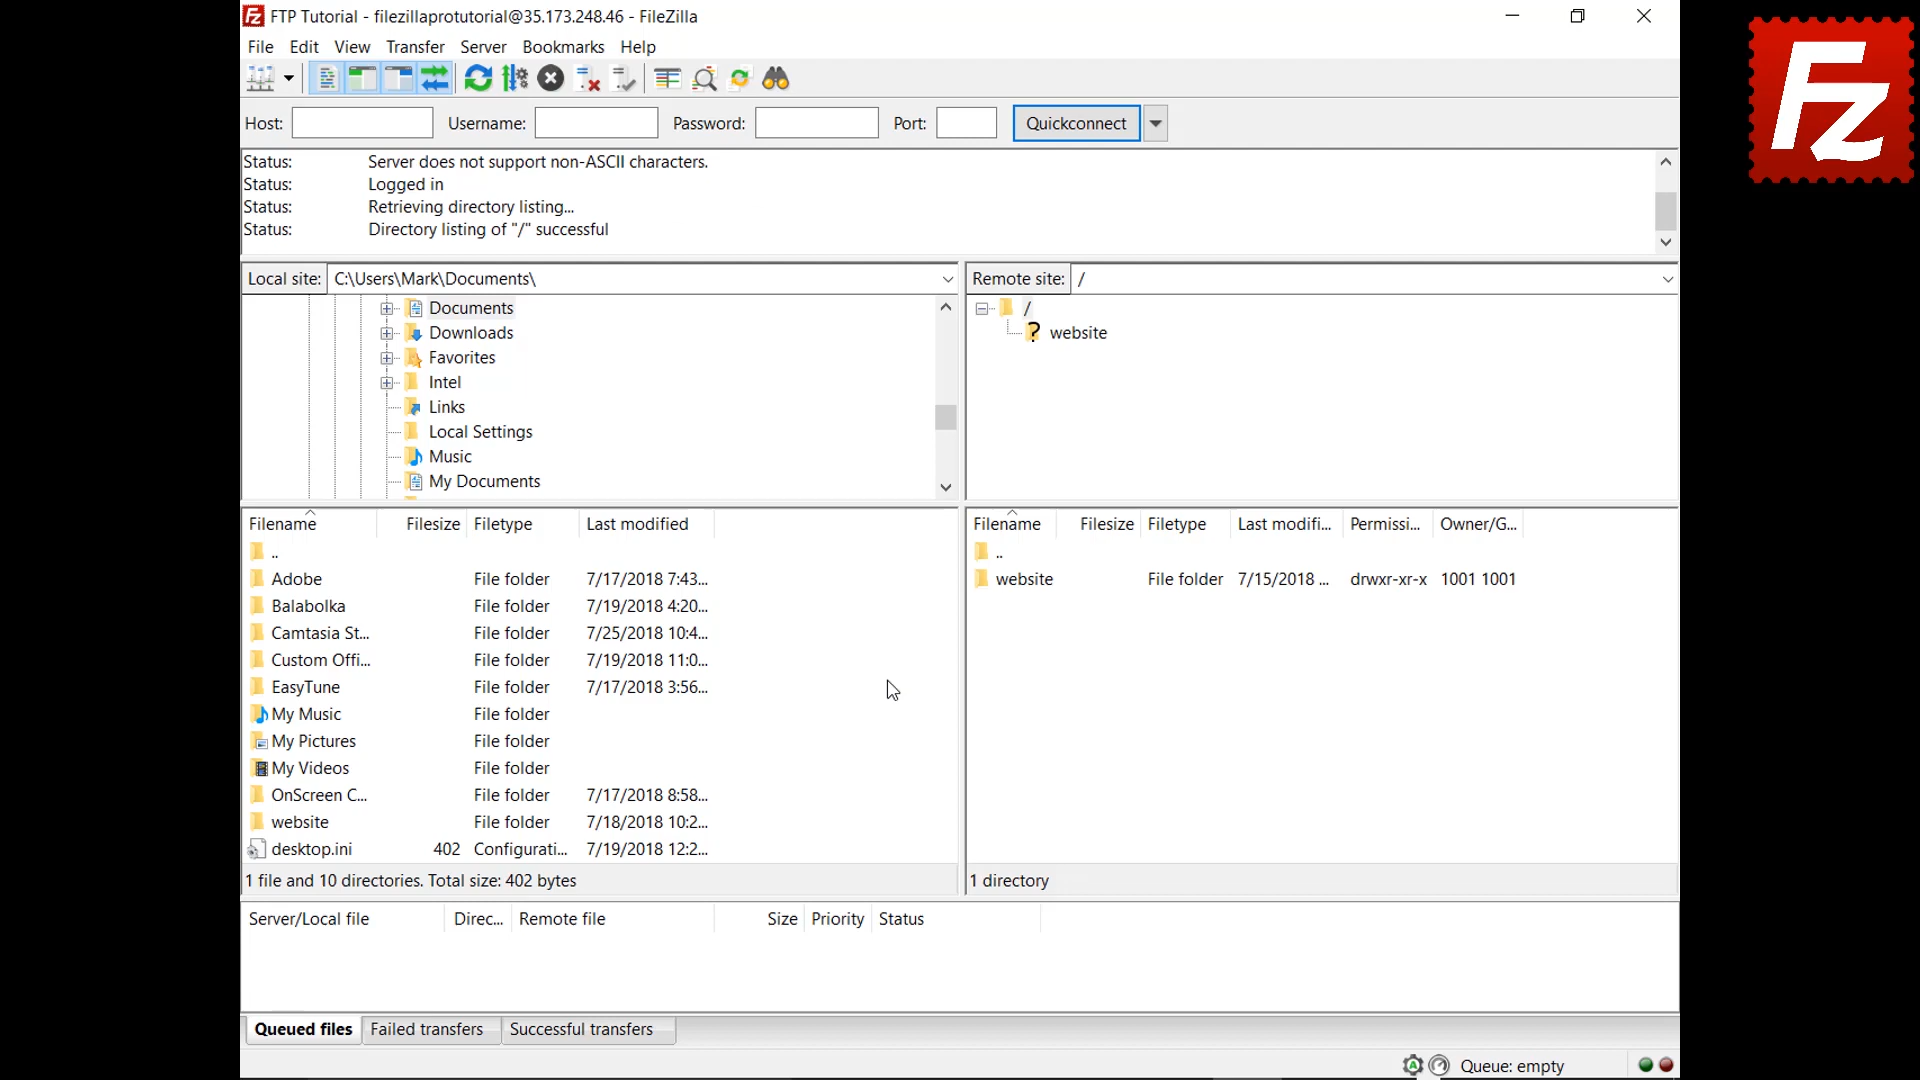 FTP Tutorial - filezillaprotutorial@35.173.248.46 - FileZilla
File Edit View Transfer Server Bookmarks Help
Host: Username: Password: Port: Quickconnect
Status: Server does not support non-ASCII characters.
Status: Logged in
Status: Retrieving directory listing...
Status: Directory listing of "/" successful
Local site: C:\Users\Mark\Documents\
Documents
Downloads
Favorites
Intel
Links
Local Settings
Music
My Documents
Remote site: /
/
? website
Filename Filesize Filetype Last modified
..
Adobe File folder 7/17/2018 7:43...
Balabolka File folder 7/19/2018 4:20...
Camtasia St... File folder 7/25/2018 10:4...
Custom Offi... File folder 7/19/2018 11:0...
EasyTune File folder 7/17/2018 3:56...
My Music File folder
My Pictures File folder
My Videos File folder
OnScreen C... File folder 7/17/2018 8:58...
website File folder 7/18/2018 10:2...
desktop.ini 402 Configurati... 7/19/2018 12:2...
1 file and 10 directories. Total size: 402 bytes
Filename Filesize Filetype Last modifi... Permissi... Owner/G...
..
website File folder 7/15/2018 ... drwxr-xr-x 1001 1001
1 directory
Server/Local file Direc... Remote file Size Priority Status
Queued files Failed transfers Successful transfers
Queue: empty
Fz